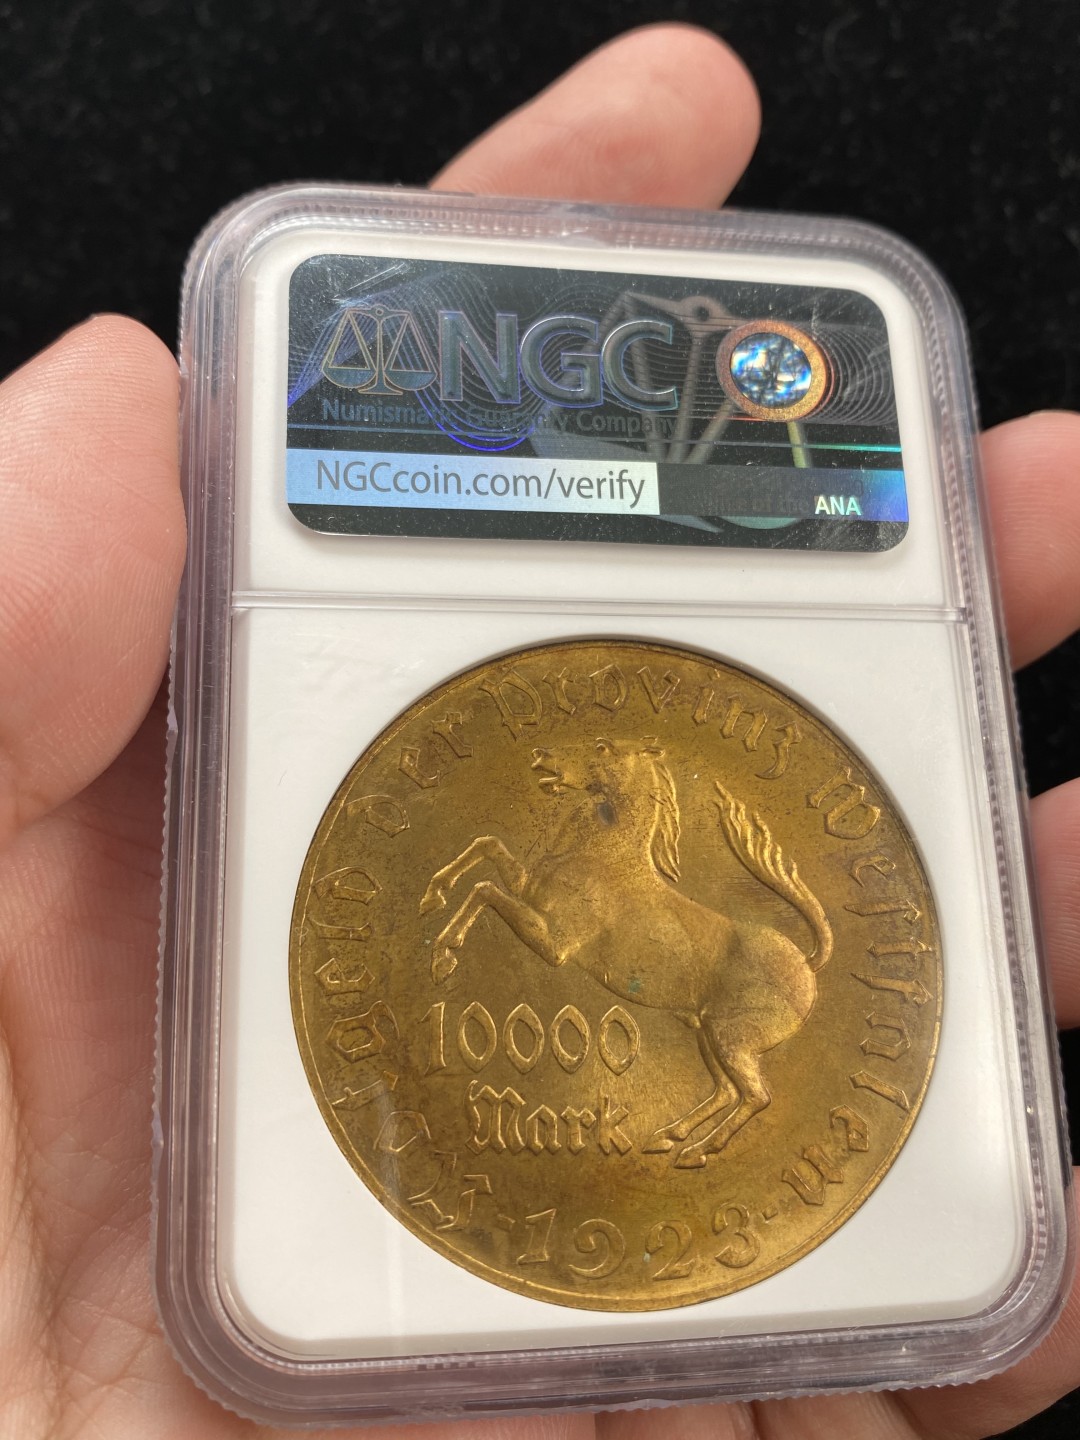 NGC
Numismatic Guaranty Company
NGCcoin.com/verify
ANA
Notgeld der Provinz Westfalen
10000
Mark
·1923·